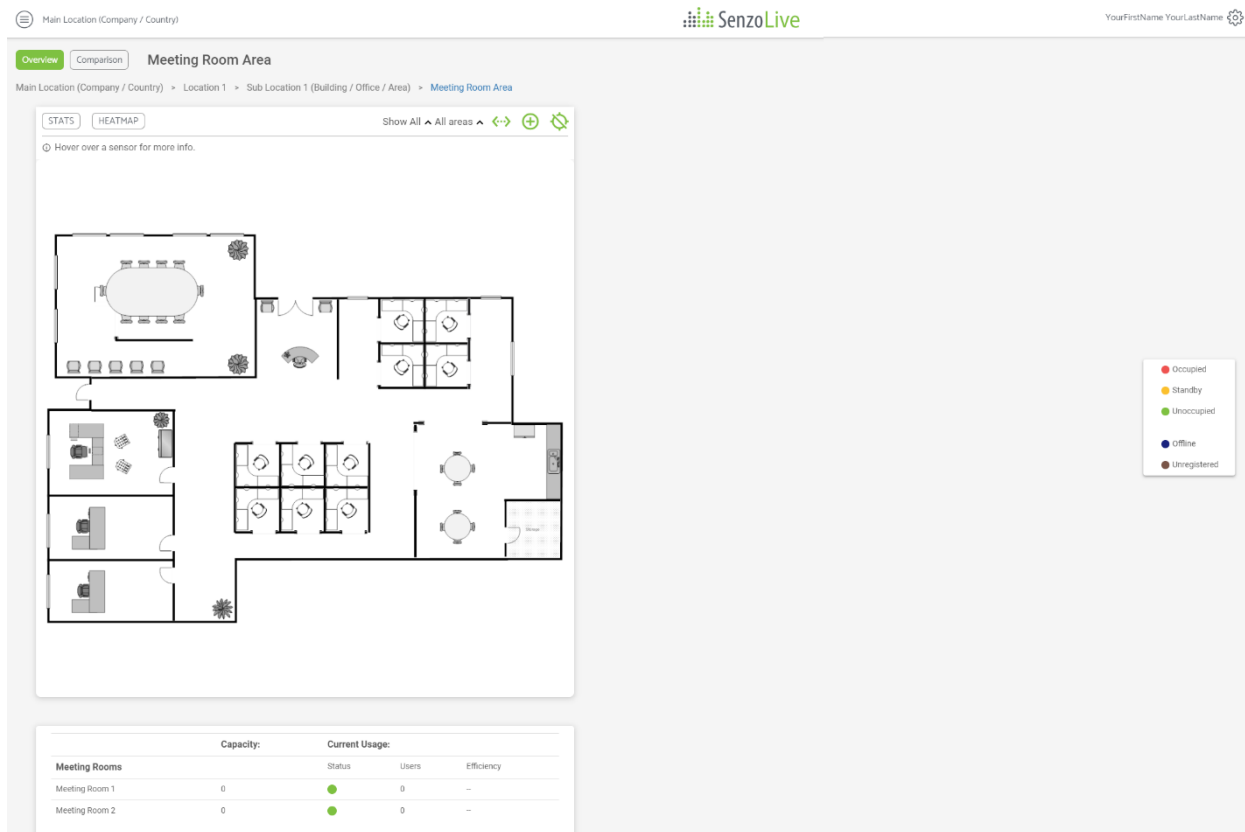 Main Location (Company / Country)
SenzoLive
YourFirstName YourLastName
Overview
Comparison
Meeting Room Area
Main Location (Company / Country) > Location 1 > Sub Location 1 (Building / Office / Area) > Meeting Room Area
STATS
HEATMAP
Show All
All areas
Hover over a sensor for more info.
Occupied
Standby
Unoccupied
Offline
Unregistered
Capacity:
Current Usage:
Meeting Rooms
Status
Users
Efficiency
Meeting Room 1
0
0
--
Meeting Room 2
0
0
--